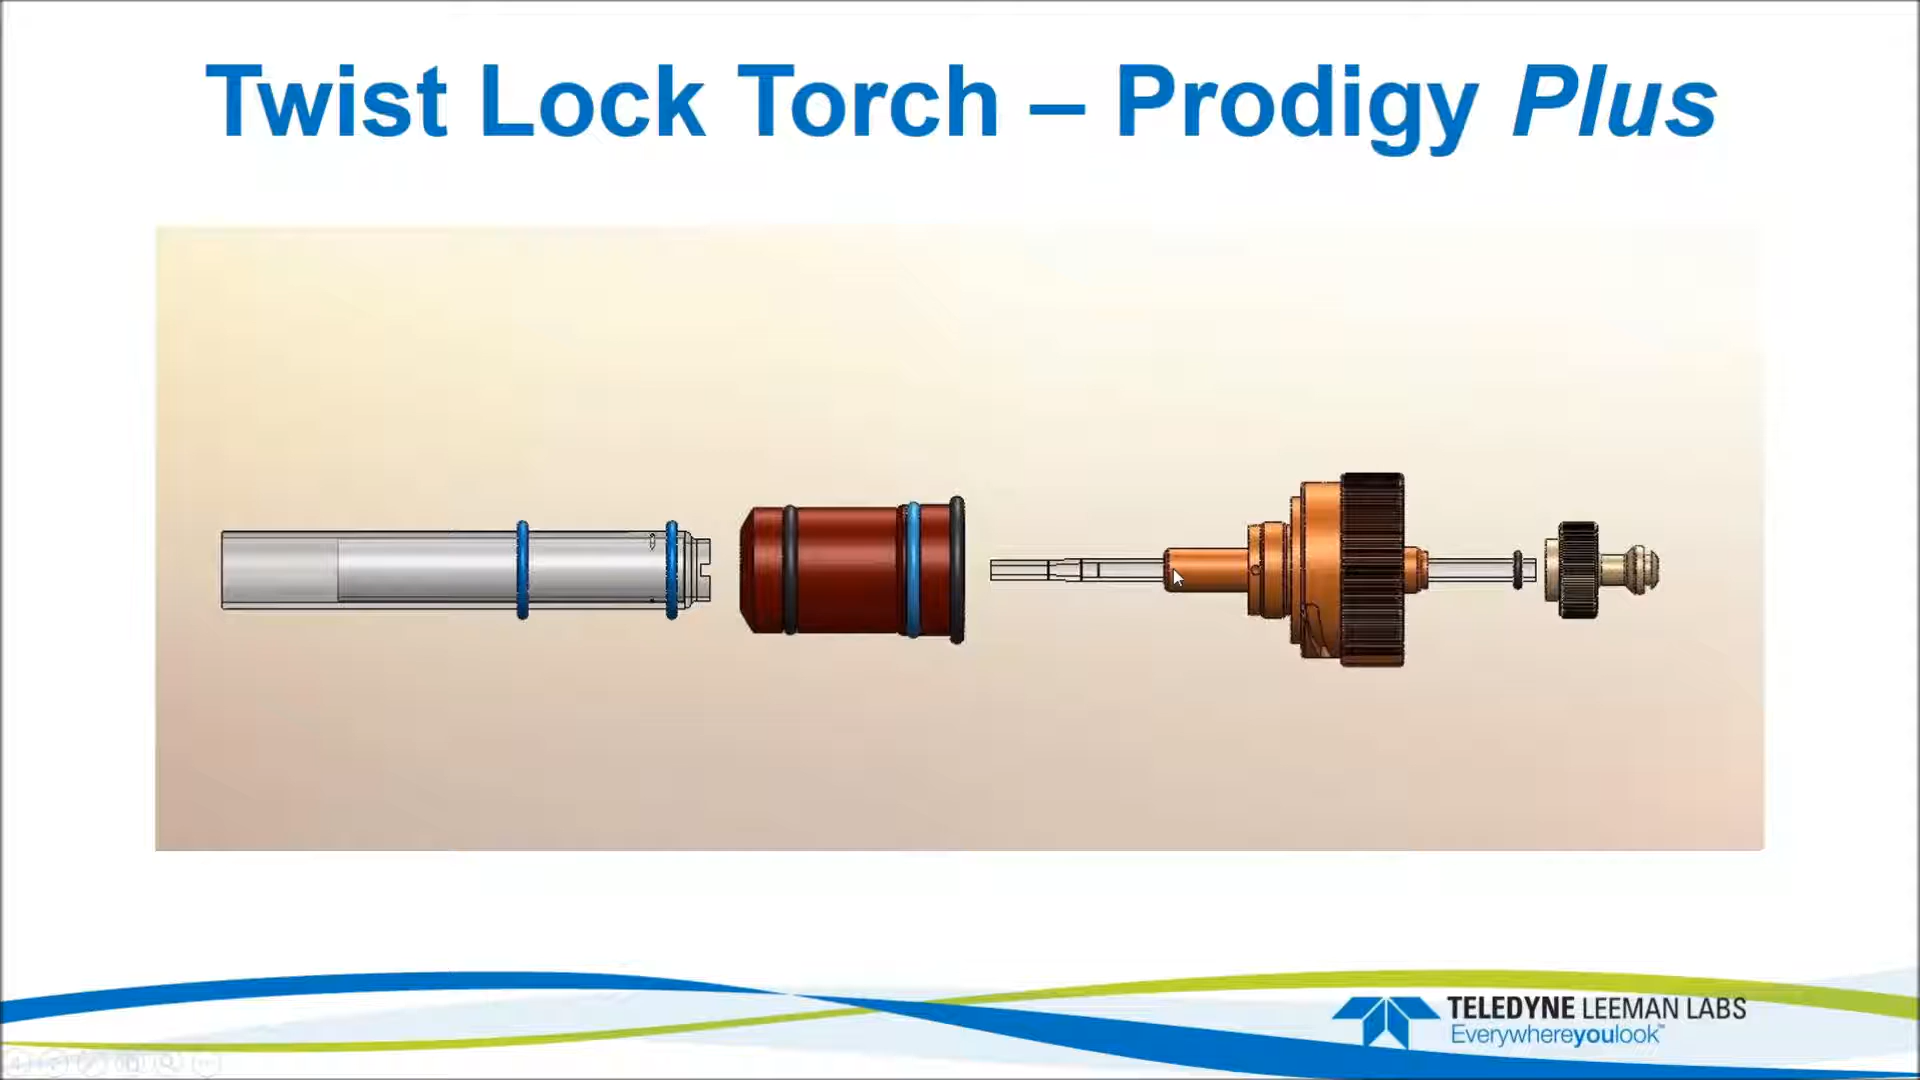 Twist Lock Torch – Prodigy Plus
TELEDYNE LEEMAN LABS
Everywhereyoulook™